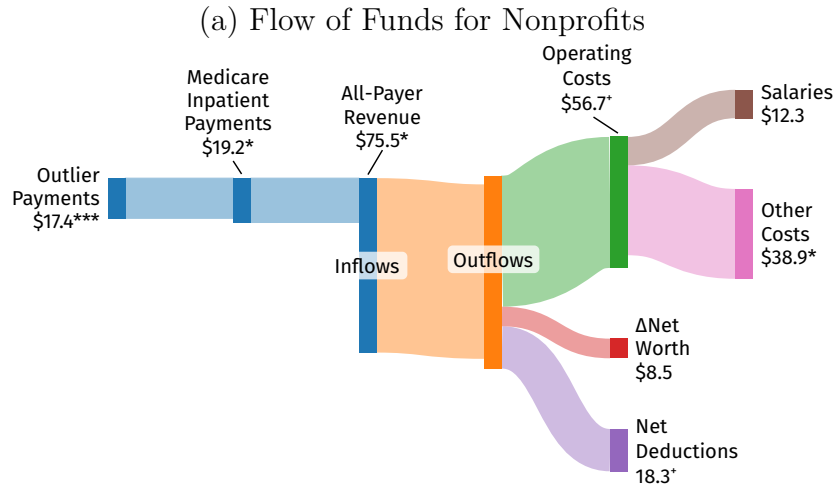 (a) Flow of Funds for Nonprofits
Operating
Costs
$56.7⁺
Medicare
Inpatient
Payments
$19.2*
All-Payer
Revenue
$75.5*
Salaries
$12.3
Outlier
Payments
$17.4***
Other
Costs
$38.9*
Inflows
Outflows
ΔNet
Worth
$8.5
Net
Deductions
18.3⁺